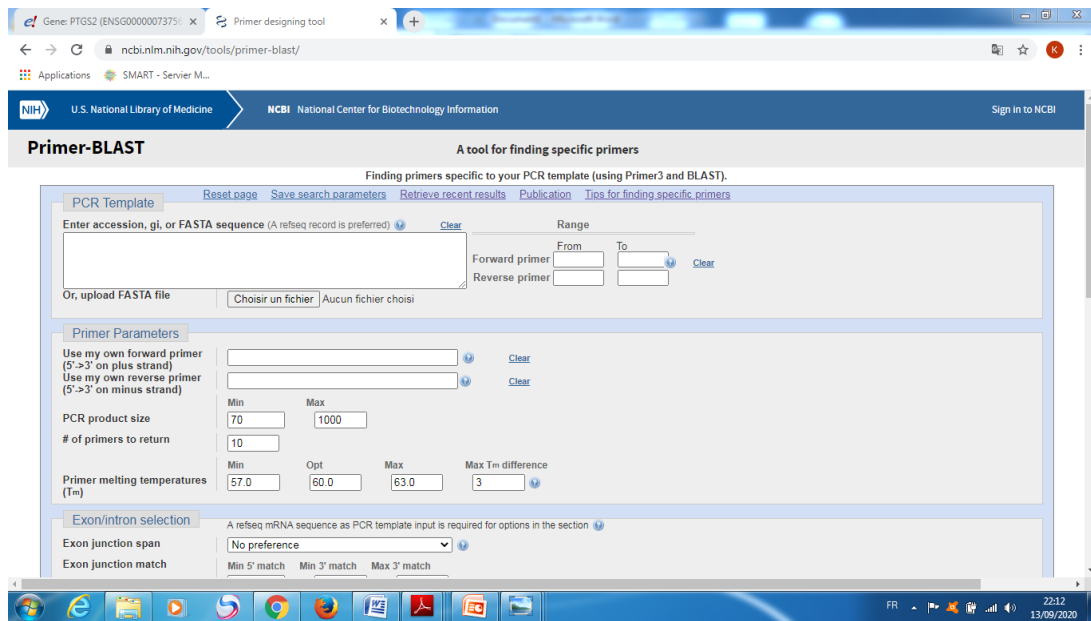 Gene: PTGS2 (ENSG0000007375
Primer designing tool
ncbi.nlm.nih.gov/tools/primer-blast/
K
Applications SMART - Servier M...
NIH U.S. National Library of Medicine NCBI National Center for Biotechnology Information Sign in to NCBI
Primer-BLAST A tool for finding specific primers
Finding primers specific to your PCR template (using Primer3 and BLAST).
Reset page Save search parameters Retrieve recent results Publication Tips for finding specific primers
PCR Template
Enter accession, gi, or FASTA sequence (A refseq record is preferred) Clear Range
From To
Forward primer Clear
Reverse primer
Or, upload FASTA file Choisir un fichier Aucun fichier choisi
Primer Parameters
Use my own forward primer
(5'->3' on plus strand) Clear
Use my own reverse primer
(5'->3' on minus strand) Clear
Min Max
PCR product size 70 1000
# of primers to return 10
Min Opt Max Max Tm difference
Primer melting temperatures
(Tm) 57.0 60.0 63.0 3
Exon/intron selection A refseq mRNA sequence as PCR template input is required for options in the section
Exon junction span No preference
Exon junction match Min 5' match Min 3' match Max 3' match
FR 22:12
13/09/2020